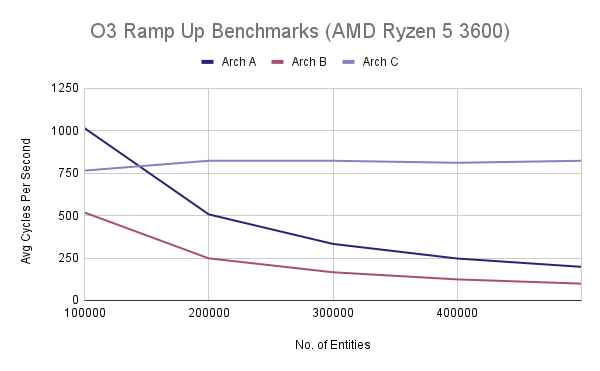 O3 Ramp Up Benchmarks (AMD Ryzen 5 3600)
Arch A Arch B Arch C
1250
1000
750
500
250
0
Avg Cycles Per Second
100000 200000 300000 400000
No. of Entities